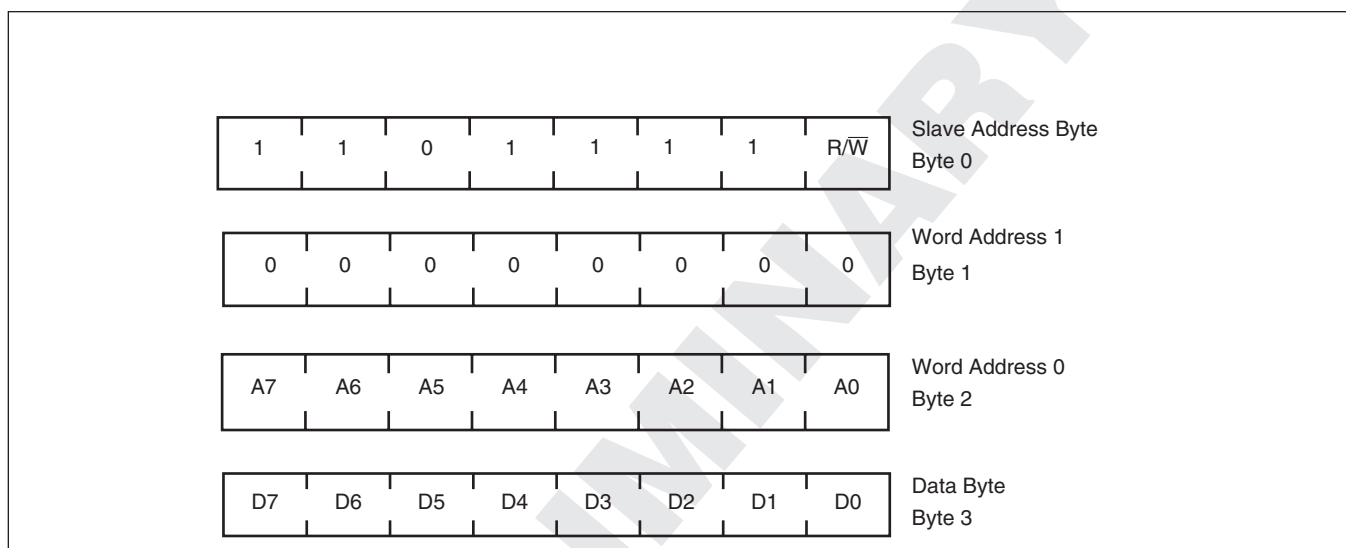 1 1 0 1 1 1 1 R/W̅ Slave Address Byte
Byte 0
0 0 0 0 0 0 0 0 Word Address 1
Byte 1
A7 A6 A5 A4 A3 A2 A1 A0 Word Address 0
Byte 2
D7 D6 D5 D4 D3 D2 D1 D0 Data Byte
Byte 3